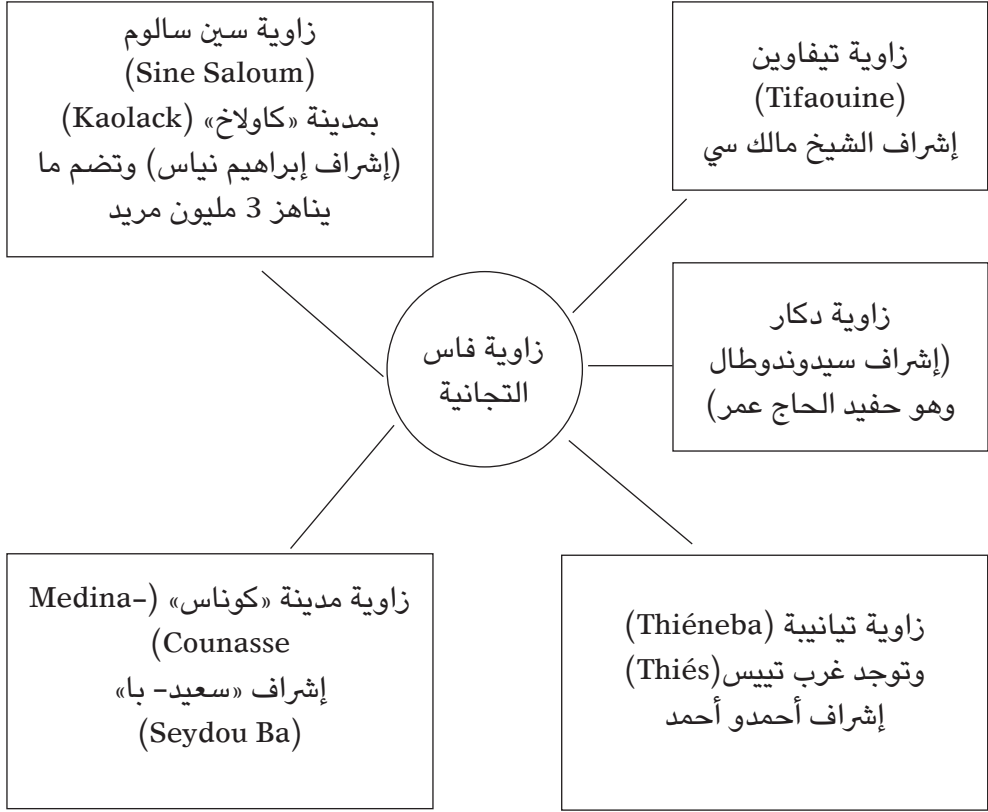 زاوية تيفاوين
(Tifaouine)
إشراف الشيخ مالك سي
زاوية سين سالوم
(Sine Saloum)
بمدينة «كاولاخ» (Kaolack)
(إشراف إبراهيم نياس) وتضم ما
يناهز 3 مليون مريد
زاوية دكار
(إشراف سيدوندوطال
وهو حفيد الحاج عمر)
زاوية فاس
التجانية
زاوية تيانيبة (Thiéneba)
وتوجد غرب تييس(Thiés)
إشراف أحمدو أحمد
زاوية مدينة «كوناس» (Medina-
Counasse)
إشراف «سعيد- با»
(Seydou Ba)